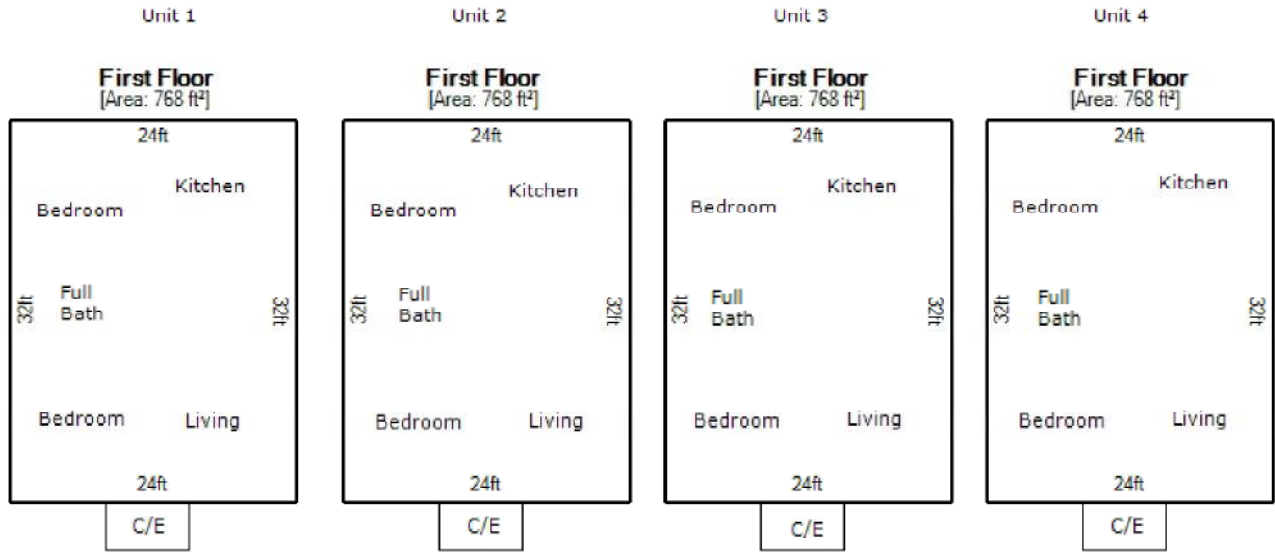 Unit 1
First Floor
[Area: 768 ft²]
24ft
Kitchen
Bedroom
32ft
Full
Bath
32ft
Bedroom
Living
24ft
C/E
Unit 2
First Floor
[Area: 768 ft²]
24ft
Kitchen
Bedroom
32ft
Full
Bath
32ft
Bedroom
Living
24ft
C/E
Unit 3
First Floor
[Area: 768 ft²]
24ft
Kitchen
Bedroom
32ft
Full
Bath
32ft
Bedroom
Living
24ft
C/E
Unit 4
First Floor
[Area: 768 ft²]
24ft
Kitchen
Bedroom
32ft
Full
Bath
32ft
Bedroom
Living
24ft
C/E